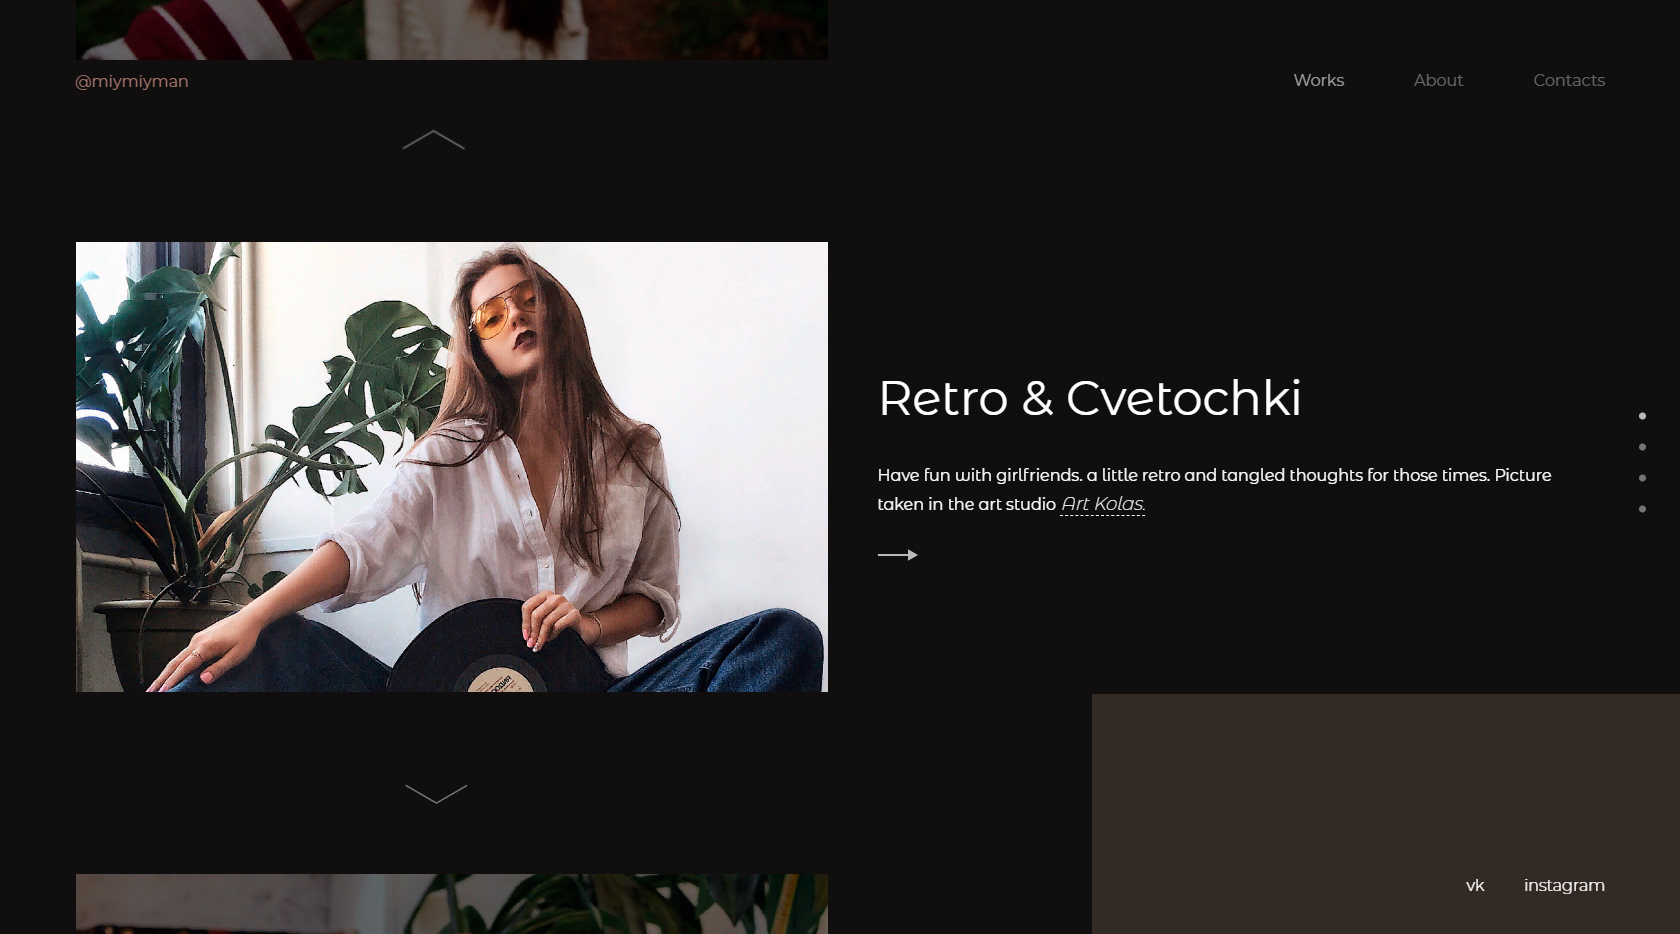 @miymiyman
Works About Contacts
Retro & Cvetochki
Have fun with girlfriends. a little retro and tangled thoughts for those times. Picture
taken in the art studio Art Kolas.
vk instagram